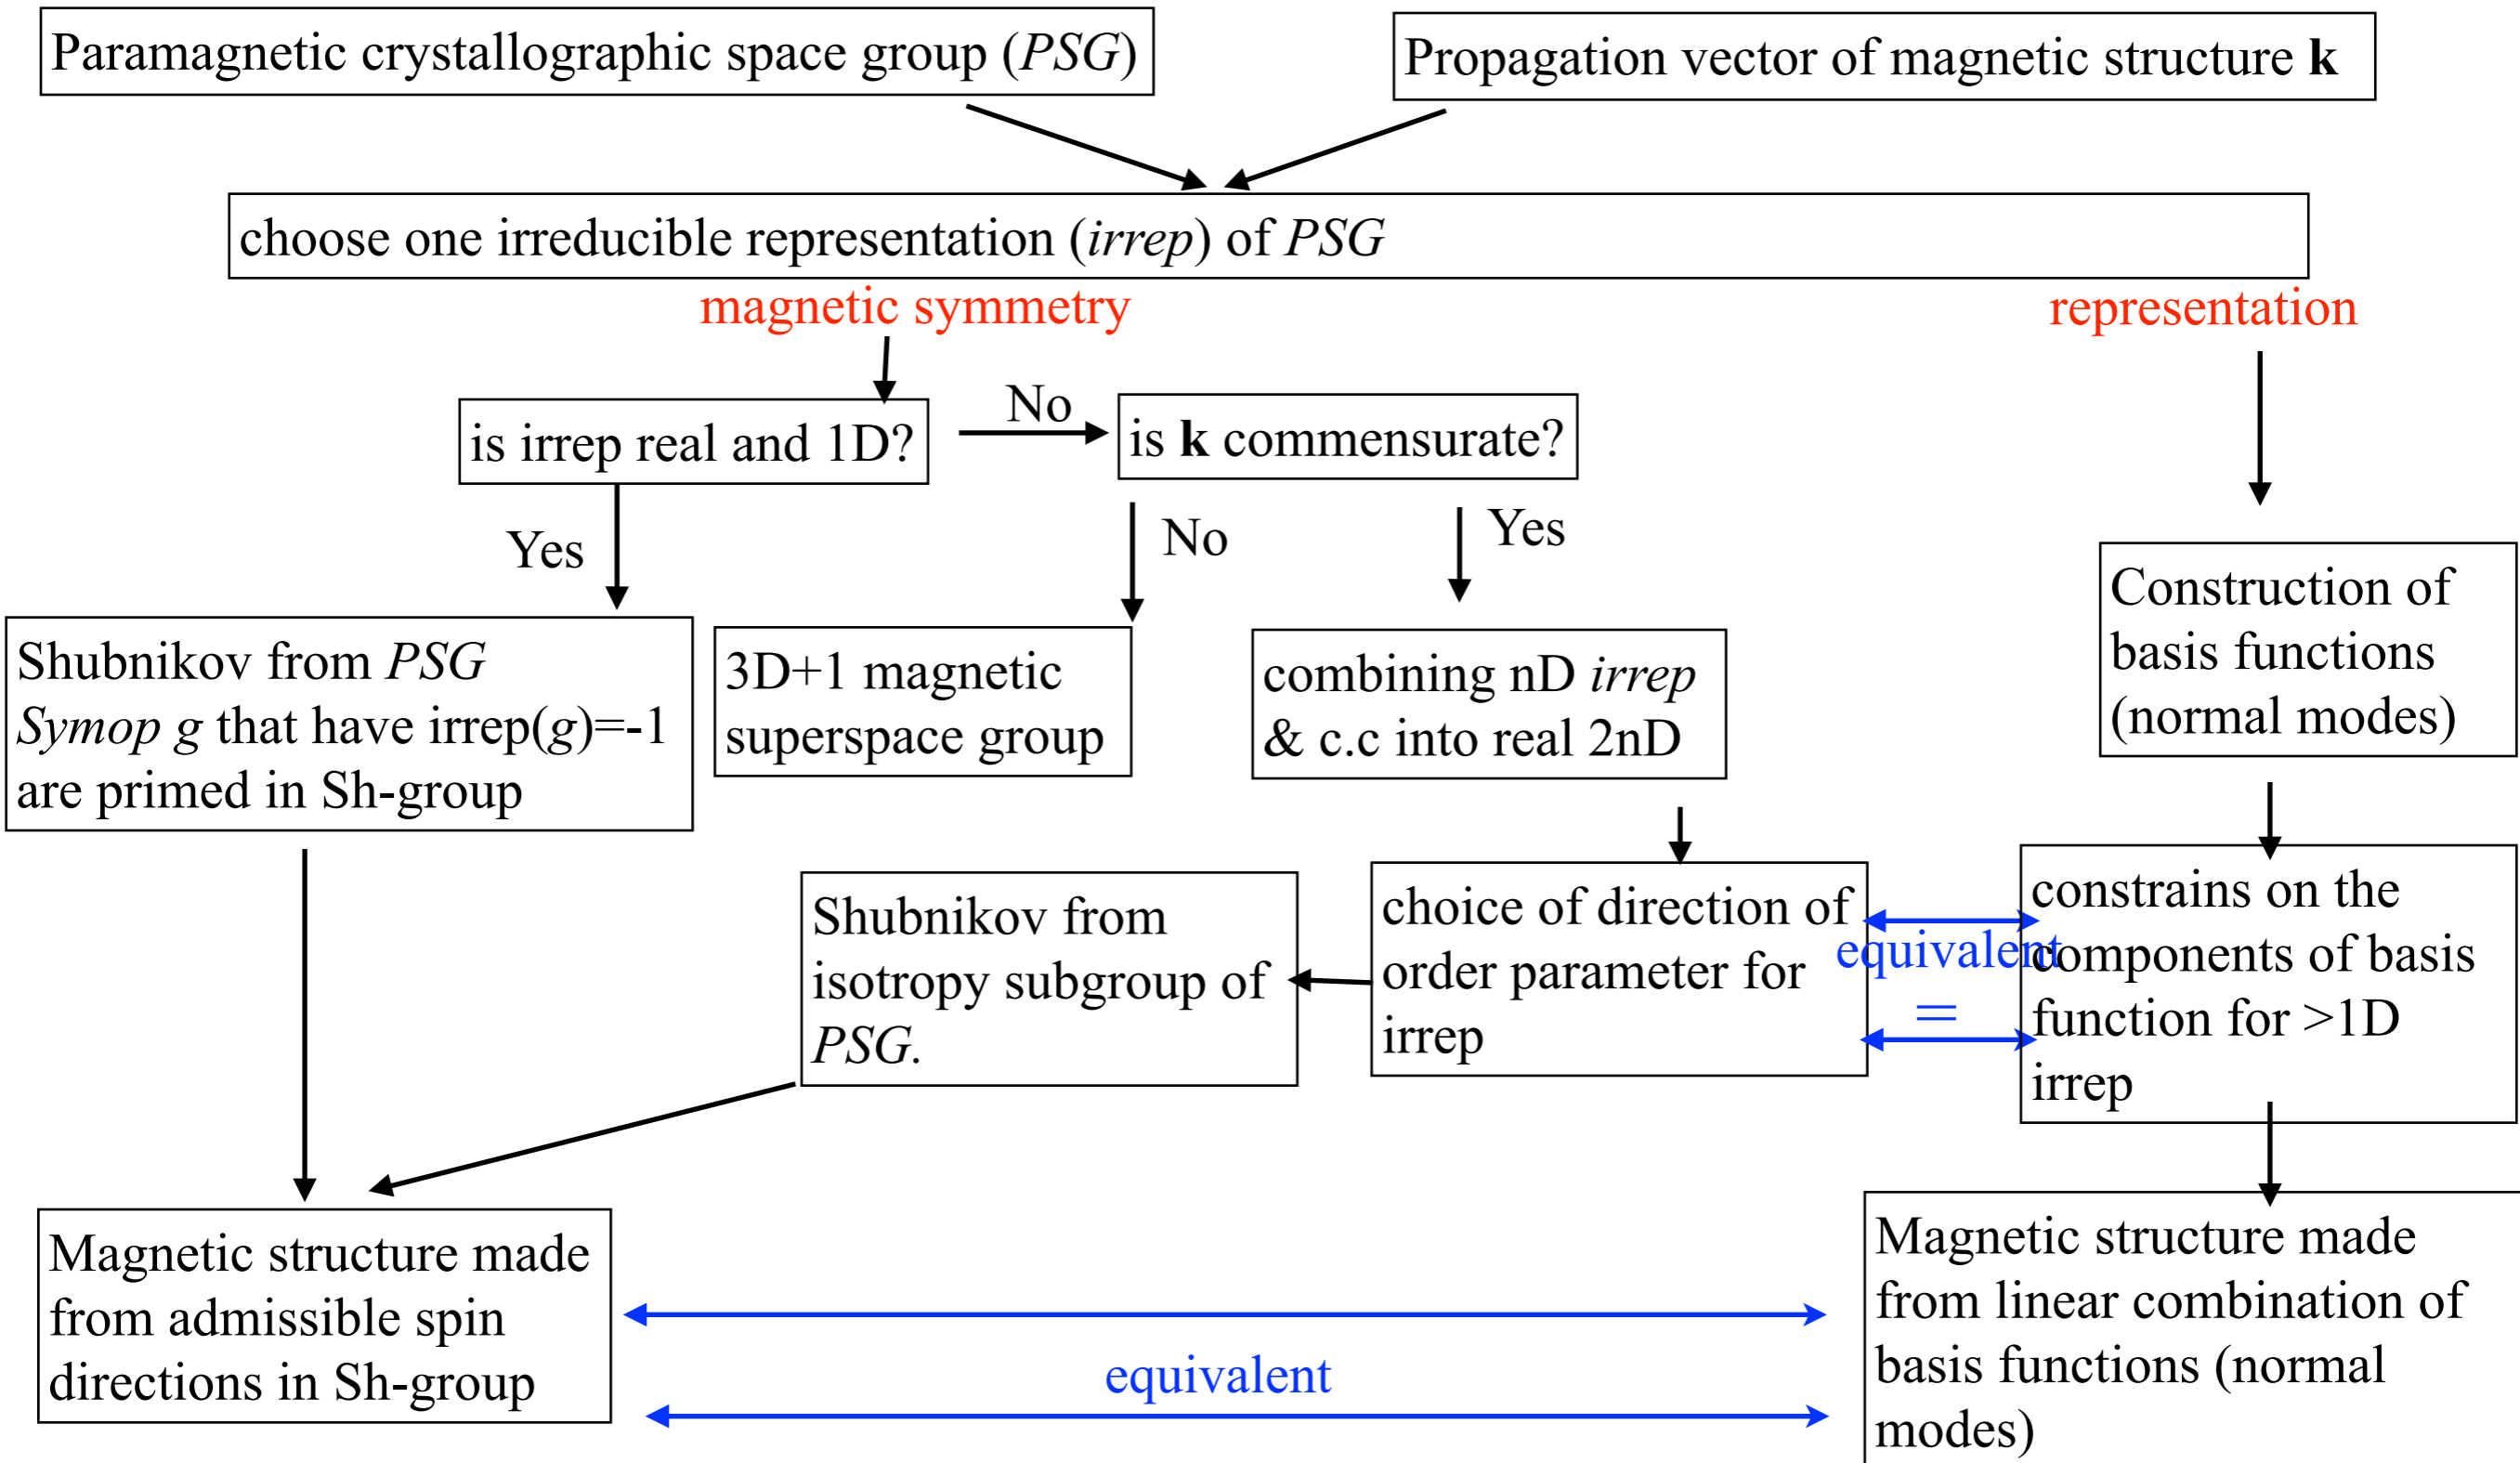 Paramagnetic crystallographic space group (PSG)
Propagation vector of magnetic structure k
choose one irreducible representation (irrep) of PSG
magnetic symmetry
representation
is irrep real and 1D?
No
is k commensurate?
Yes
No
Yes
Shubnikov from PSG
Symop g that have irrep(g)=-1
are primed in Sh-group
3D+1 magnetic
superspace group
combining nD irrep
& c.c into real 2nD
Construction of
basis functions
(normal modes)
Shubnikov from
isotropy subgroup of
PSG.
choice of direction of
order parameter for
irrep
equivalent
=
constrains on the
components of basis
function for >1D
irrep
Magnetic structure made
from admissible spin
directions in Sh-group
equivalent
Magnetic structure made
from linear combination of
basis functions (normal
modes)